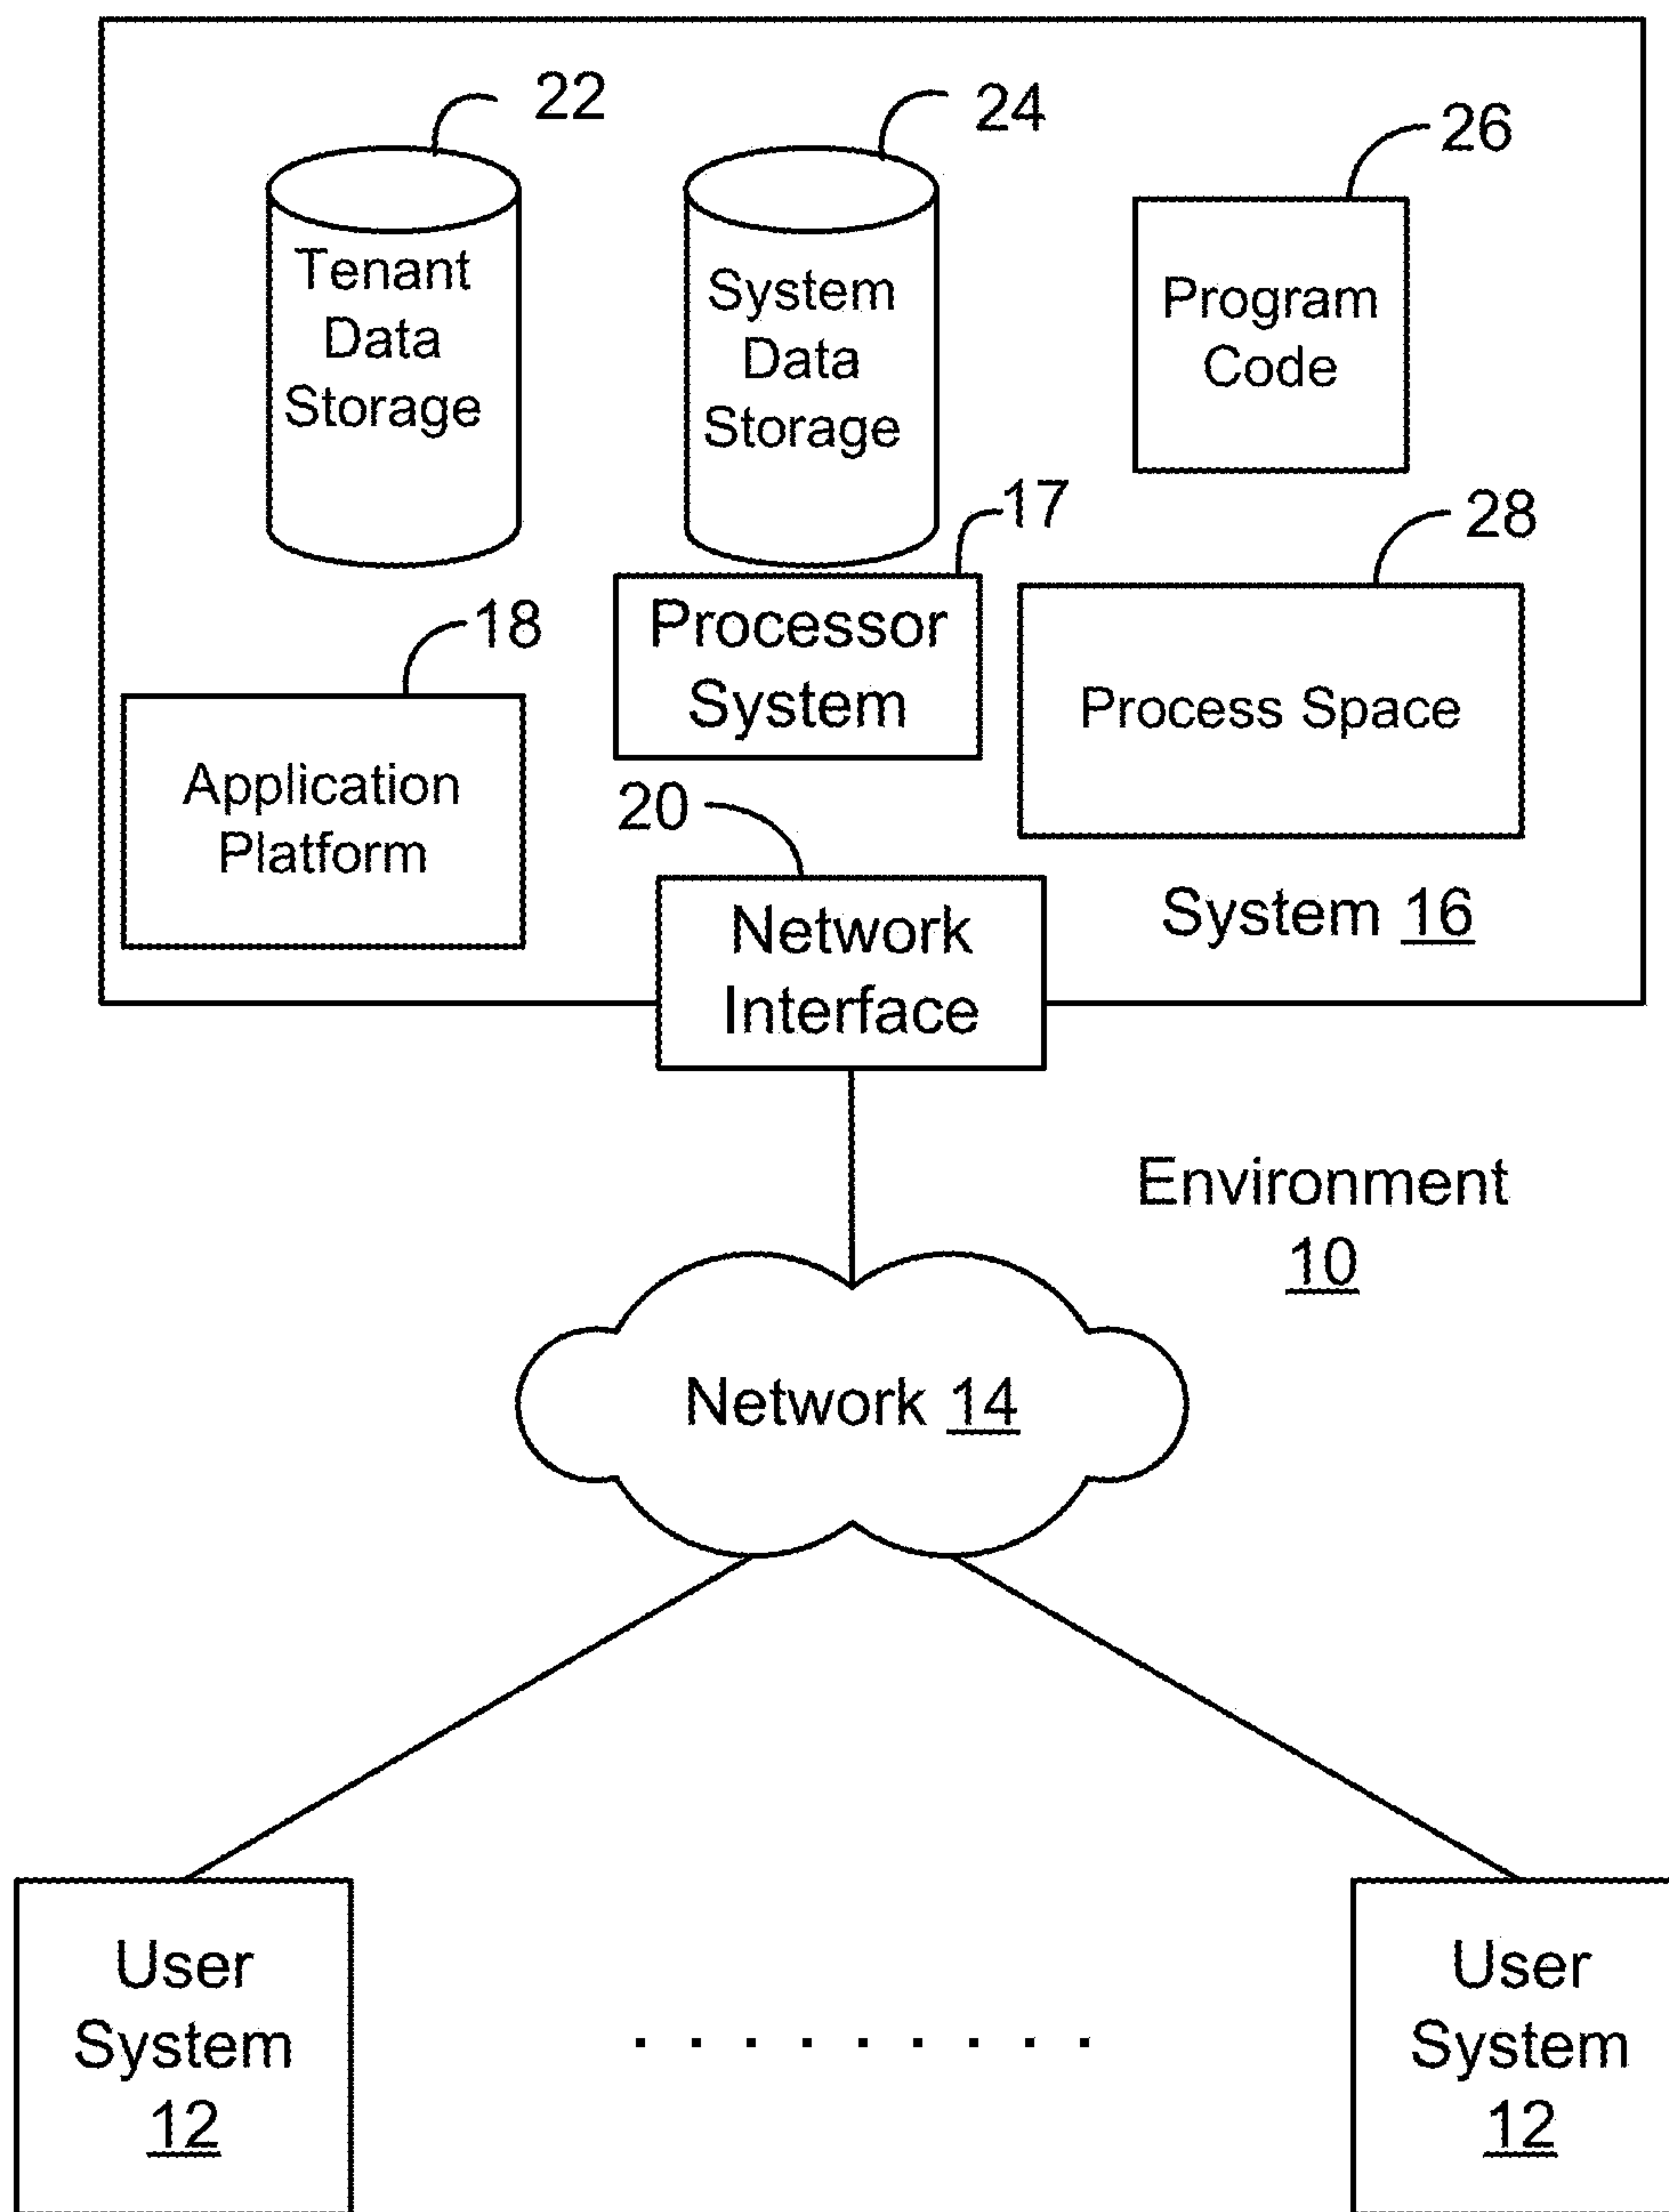 22
24
26
Tenant
Data
Storage
System
Data
Storage
Program
Code
17
28
18
Processor
System
Process Space
Application
Platform
20
System 16
Network
Interface
Environment
10
Network 14
User
System
12
. . . . . . . . .
User
System
12